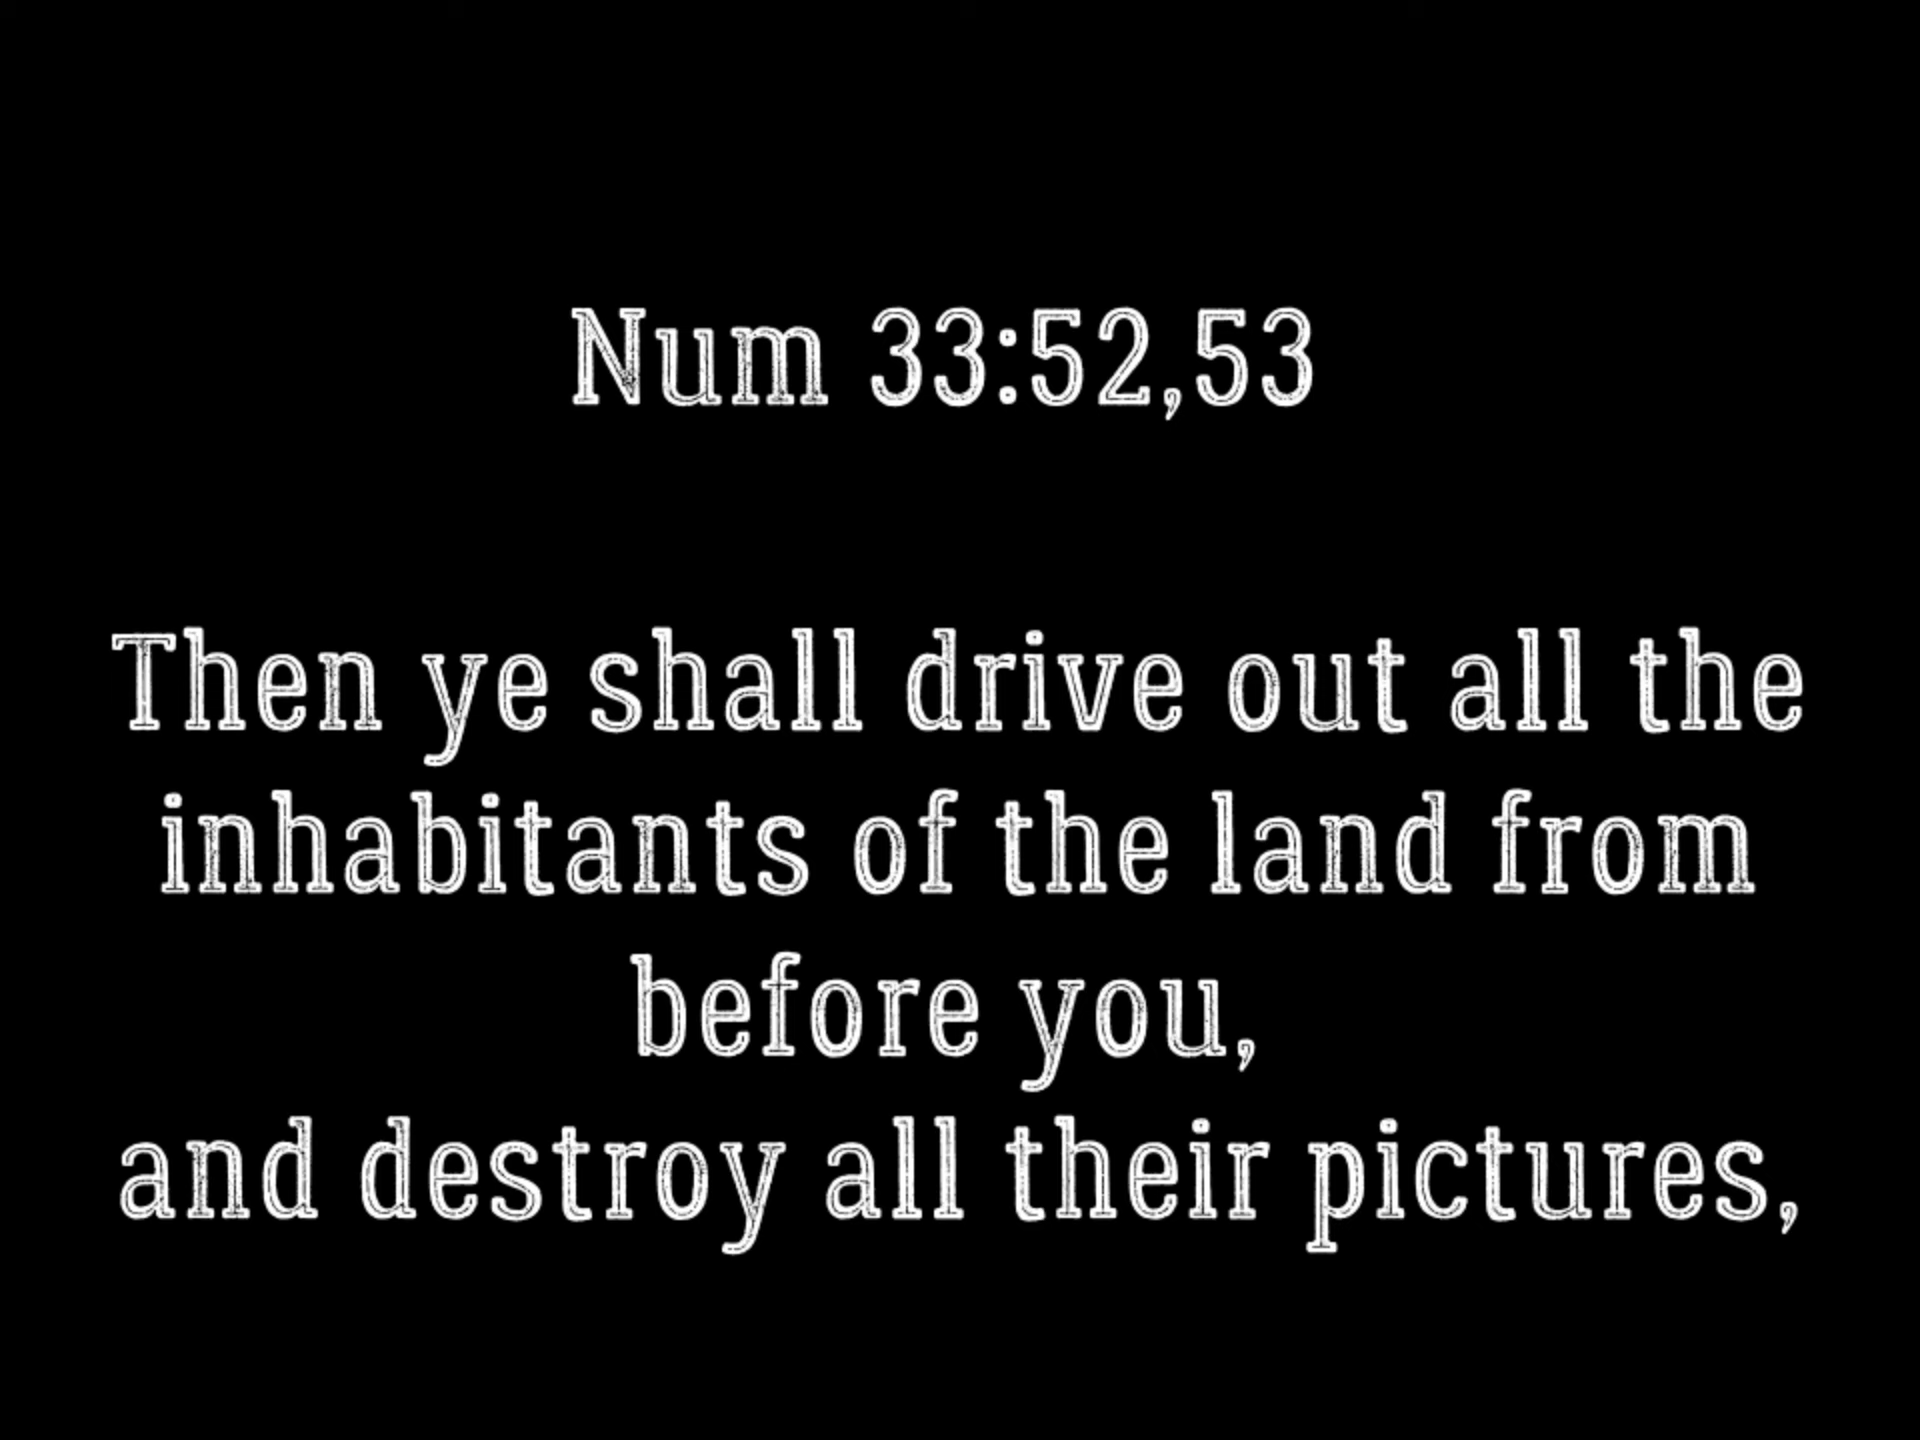 Num 33:52,53
Then ye shall drive out all the
inhabitants of the land from
before you,
and destroy all their pictures,